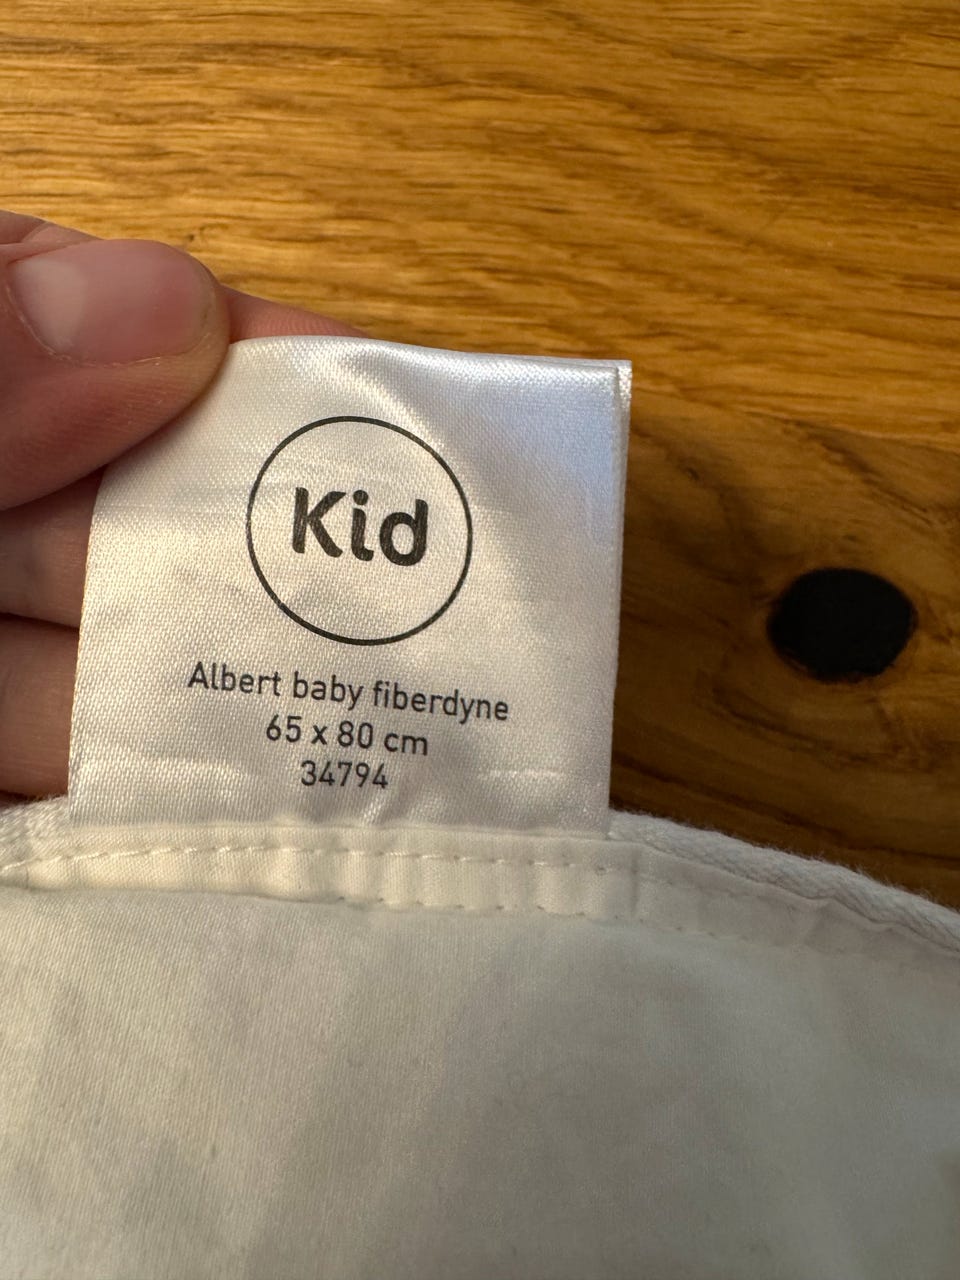 Kid
Albert baby fiberdyne
65 x 80 cm
34794